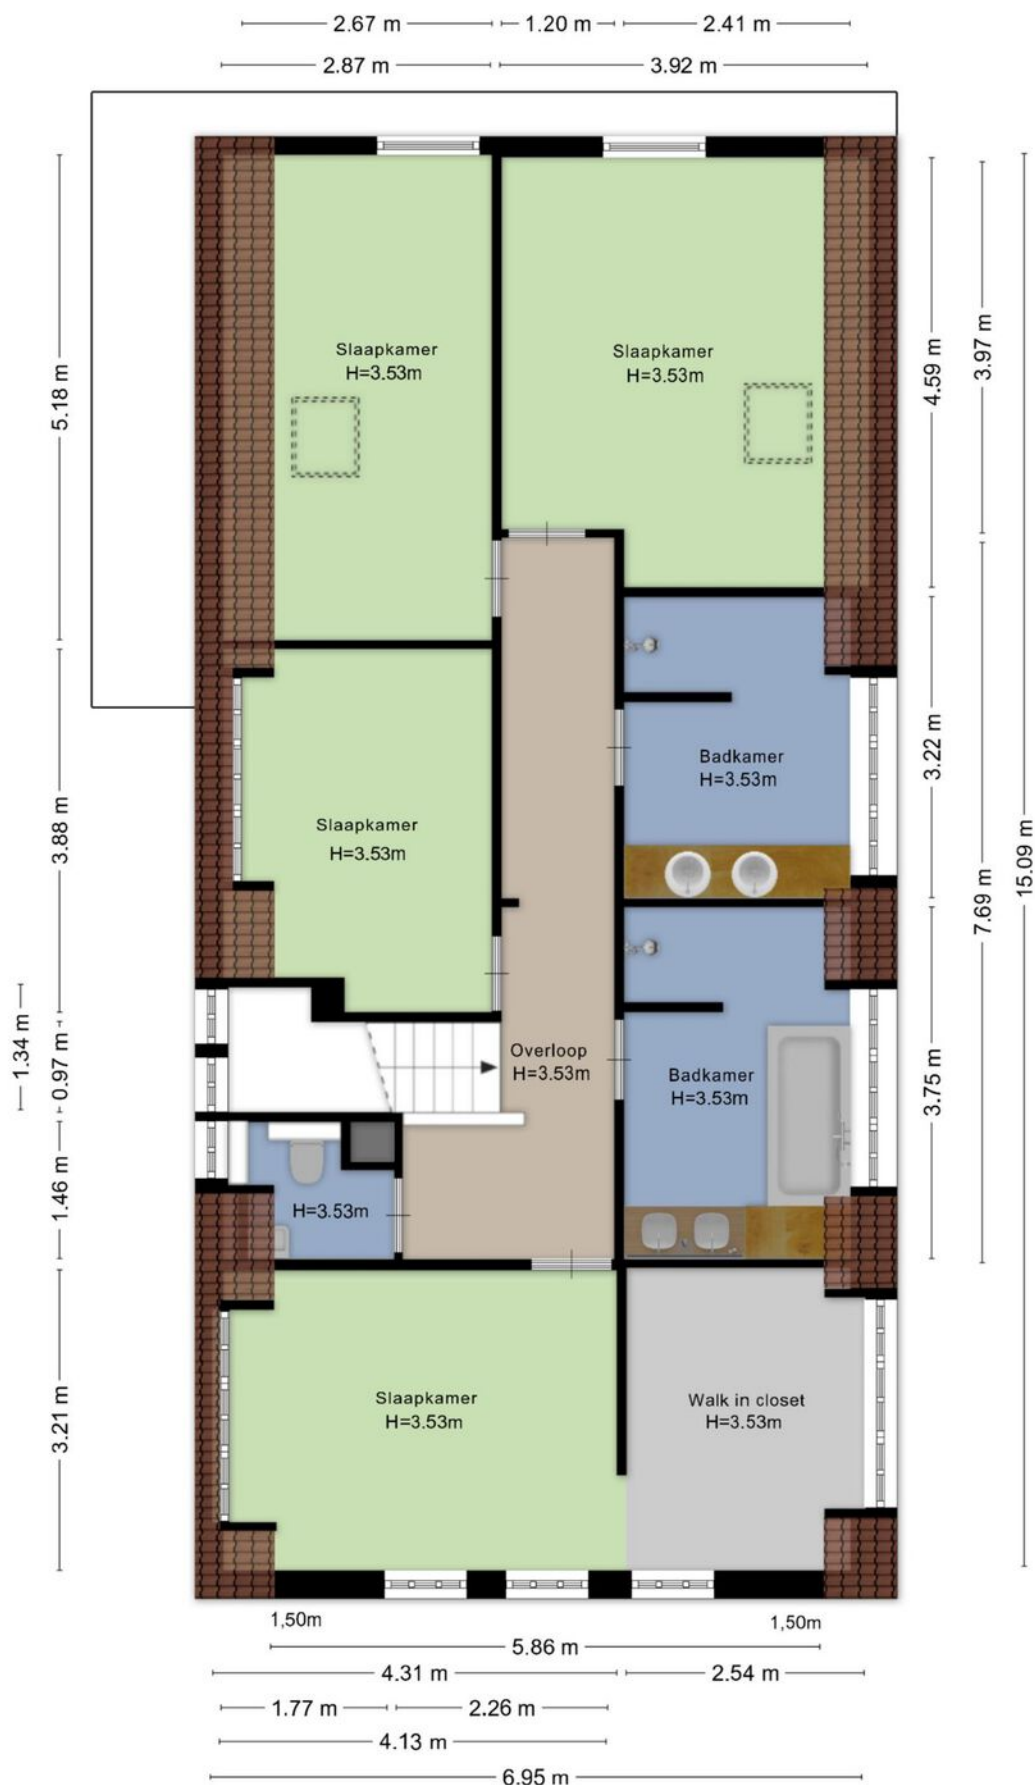 2.67 m
1.20 m
2.41 m
2.87 m
3.92 m
5.18 m
4.59 m
3.97 m
Slaapkamer
H=3.53m
Slaapkamer
H=3.53m
3.88 m
Slaapkamer
H=3.53m
Badkamer
H=3.53m
3.22 m
15.09 m
7.69 m
1.34 m
0.97 m
Overloop
H=3.53m
Badkamer
H=3.53m
3.75 m
1.46 m
H=3.53m
3.21 m
Slaapkamer
H=3.53m
Walk in closet
H=3.53m
1,50m
1,50m
5.86 m
4.31 m
2.54 m
1.77 m
2.26 m
4.13 m
6.95 m